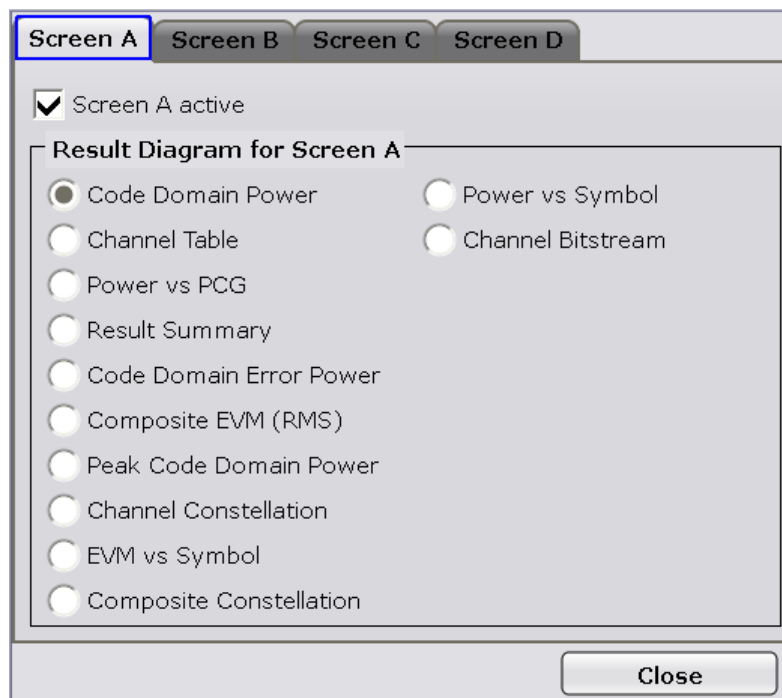 Screen A Screen B Screen C Screen D
Screen A active
Result Diagram for Screen A
Code Domain Power
Channel Table
Power vs PCG
Result Summary
Code Domain Error Power
Composite EVM (RMS)
Peak Code Domain Power
Channel Constellation
EVM vs Symbol
Composite Constellation
Power vs Symbol
Channel Bitstream
Close